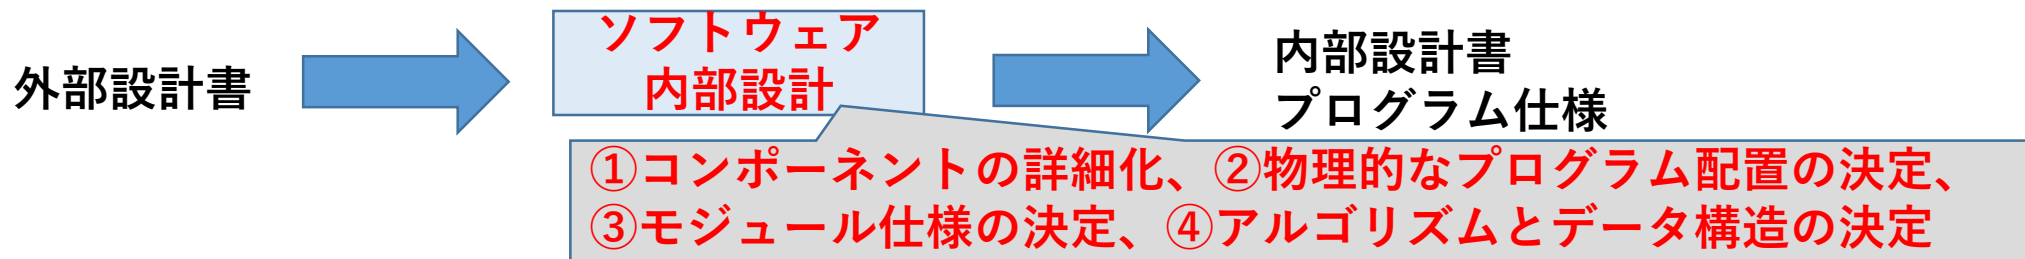 外部設計書
ソフトウェア
内部設計
内部設計書
プログラム仕様
①コンポーネントの詳細化、②物理的なプログラム配置の決定、
③モジュール仕様の決定、④アルゴリズムとデータ構造の決定